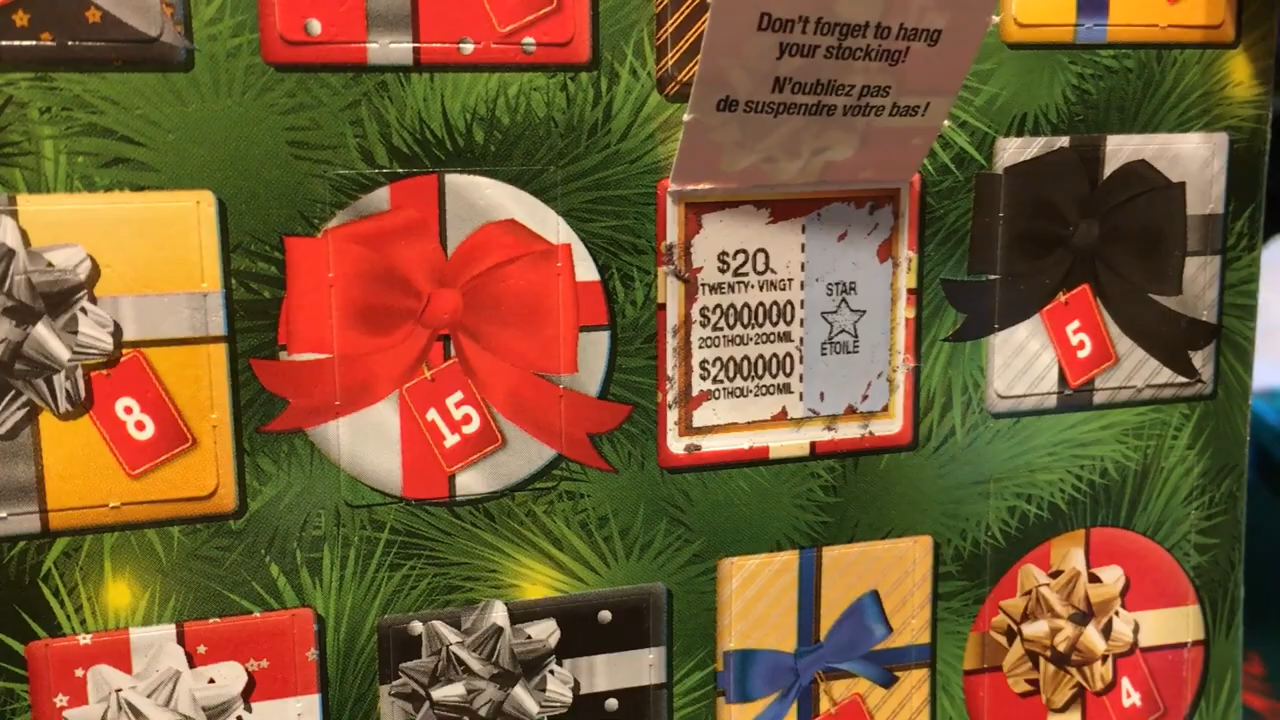 Don't forget to hang
your stocking!
N'oubliez pas
de suspendre votre bas!
$20
TWENTY•VINGT
$200,000
200THOU•200MIL
$200,000
00THOU•200MIL
STAR
ETOILE
5
8
15
4